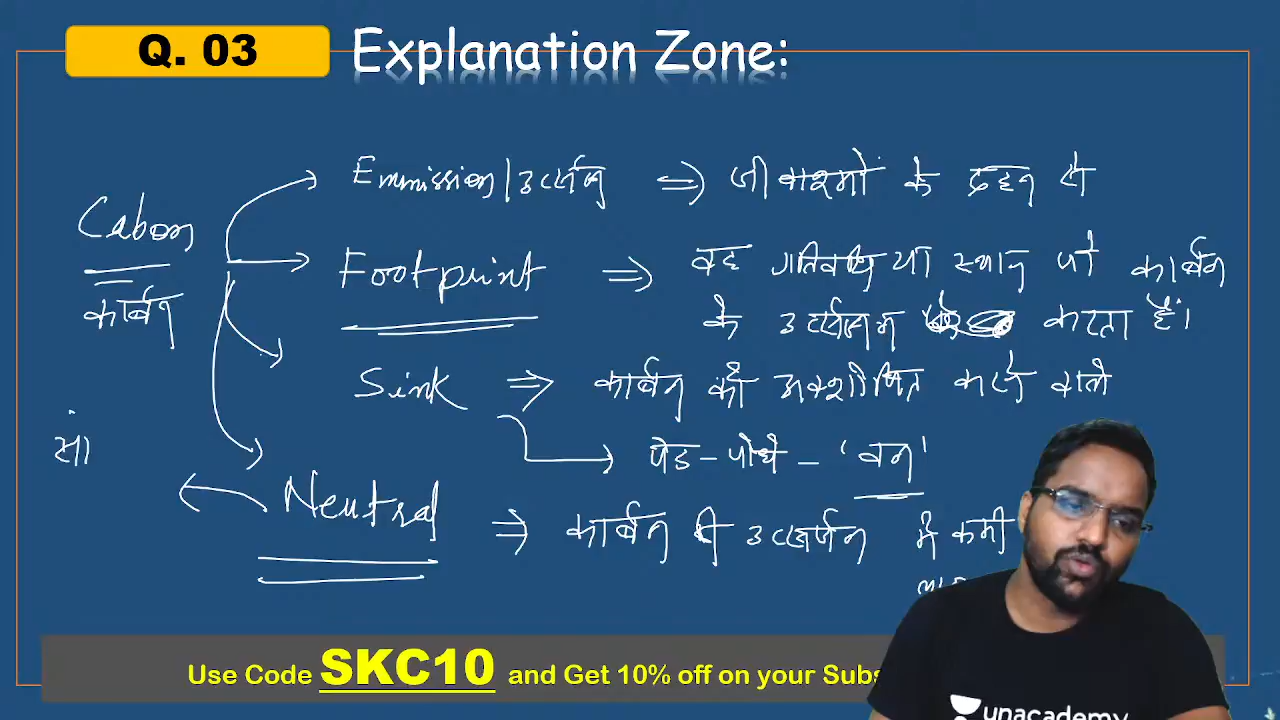 Q. 03
Explanation Zone:
Emmission/उत्सर्जन ⇒ जीवाश्मों के दहन से
Cabon
कार्बन
Footprint ⇒ वह गतिविधि या स्थान जो कार्बन
के उत्सर्जन करता है।
Sink ⇒ कार्बन को अवशोषित करने वाले
पेड़-पौधे - 'वन'
सा
Neutral ⇒ कार्बन की उत्सर्जन में कमी
Use Code SKC10 and Get 10% off on your Subs
unacademy